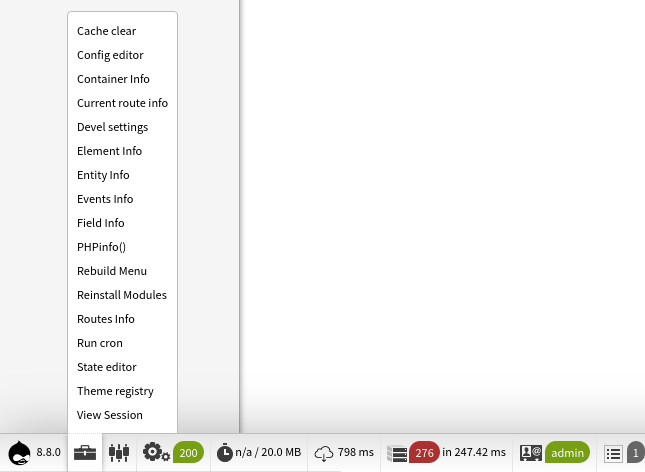 Cache clear
Config editor
Container Info
Current route info
Devel settings
Element Info
Entity Info
Events Info
Field Info
PHPinfo()
Rebuild Menu
Reinstall Modules
Routes Info
Run cron
State editor
Theme registry
View Session
8.8.0 200 n/a / 20.0 MB 798 ms 276 in 247.42 ms admin 1